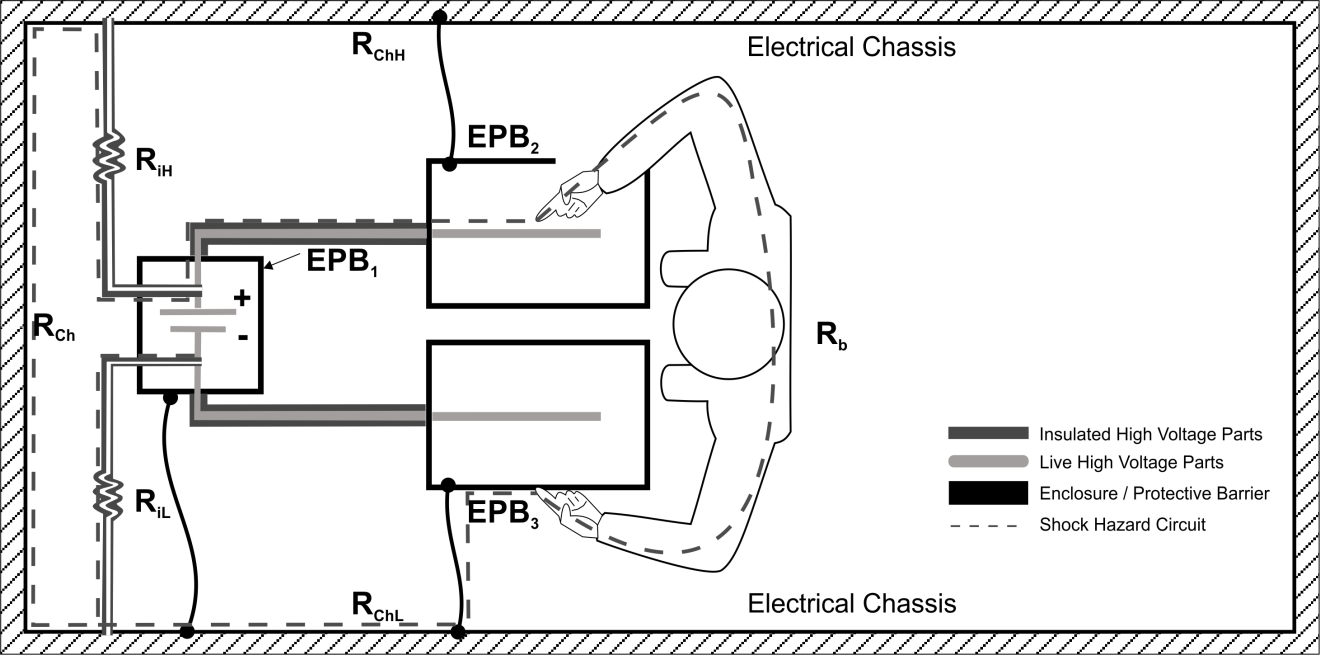 R_ChH
Electrical Chassis
EPB_2
R_iH
EPB_1
+
R_Ch
-
R_b
Insulated High Voltage Parts
Live High Voltage Parts
R_iL
Enclosure / Protective Barrier
EPB_3
Shock Hazard Circuit
R_ChL
Electrical Chassis